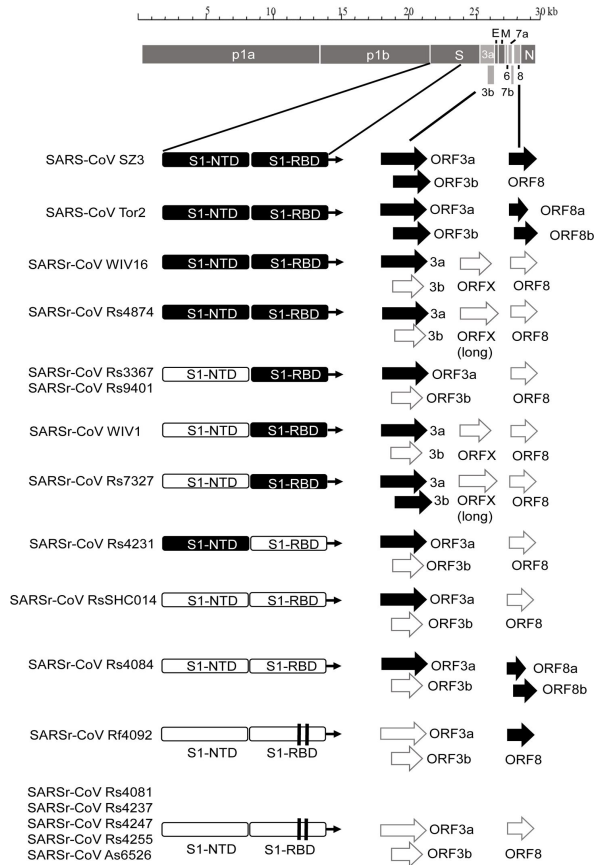 5 10 15 20 25 30 kb
E M 7a
p1a p1b S 3a N
6 8
3b 7b
SARS-CoV SZ3 S1-NTD S1-RBD ORF3a
ORF3b ORF8
SARS-CoV Tor2 S1-NTD S1-RBD ORF3a ORF8a
ORF3b ORF8b
SARSr-CoV WIV16 S1-NTD S1-RBD 3a
3b ORFX ORF8
SARSr-CoV Rs4874 S1-NTD S1-RBD 3a
3b ORFX ORF8
(long)
SARSr-CoV Rs3367
SARSr-CoV Rs9401 S1-NTD S1-RBD ORF3a
ORF3b ORF8
SARSr-CoV WIV1 S1-NTD S1-RBD 3a
3b ORFX ORF8
SARSr-CoV Rs7327 S1-NTD S1-RBD 3a
3b ORFX ORF8
(long)
SARSr-CoV Rs4231 S1-NTD S1-RBD ORF3a
ORF3b ORF8
SARSr-CoV RsSHC014 S1-NTD S1-RBD ORF3a
ORF3b ORF8
SARSr-CoV Rs4084 S1-NTD S1-RBD ORF3a ORF8a
ORF3b ORF8b
SARSr-CoV Rf4092 ORF3a
S1-NTD S1-RBD ORF3b ORF8
SARSr-CoV Rs4081
SARSr-CoV Rs4237
SARSr-CoV Rs4247
SARSr-CoV Rs4255 ORF3a
SARSr-CoV As6526 S1-NTD S1-RBD ORF3b ORF8